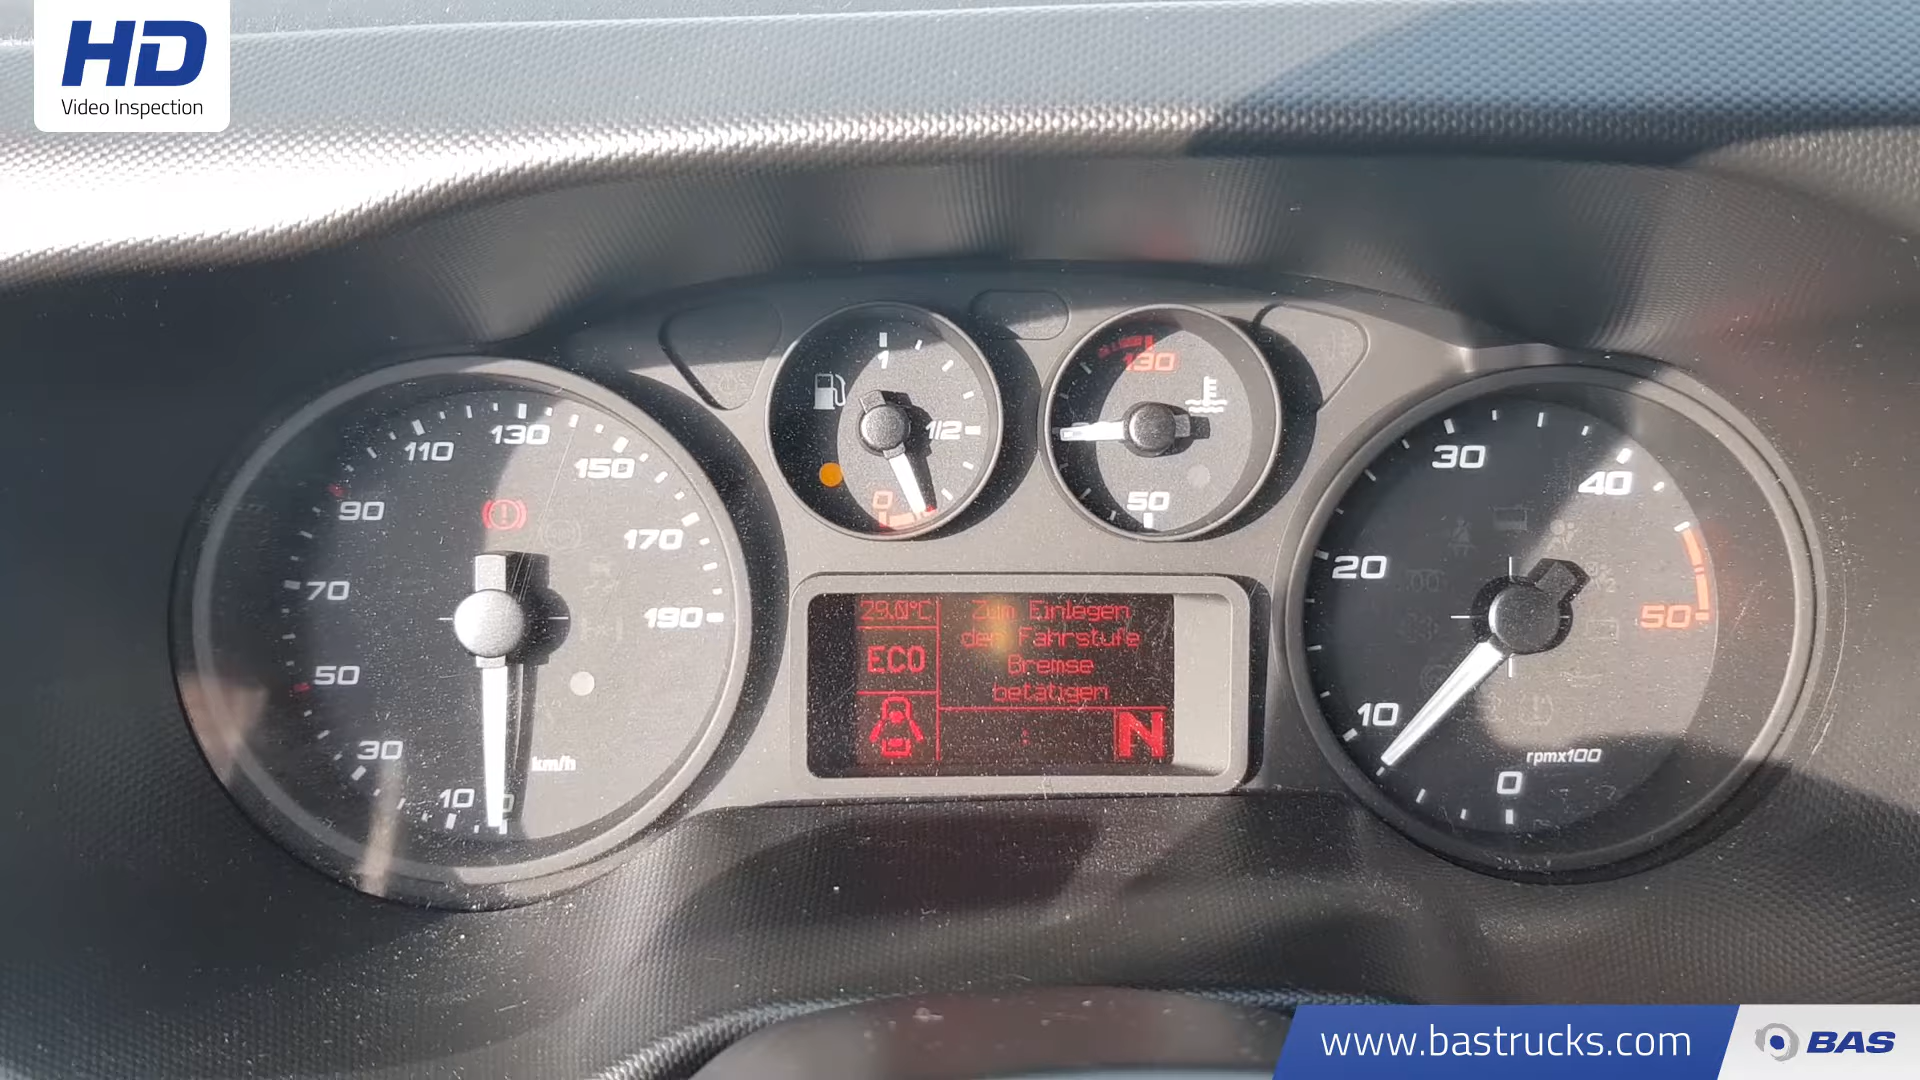 HD
Video Inspection
10 30 50 70 90 110 130 150 170 190
km/h
1
1/2
0
130
50
29.0°C
ECO
Zum Einlegen
der Fahrstufe
Bremse
betätigen
:
N
0 10 20 30 40 50
rpmx100
www.bastrucks.com
BAS